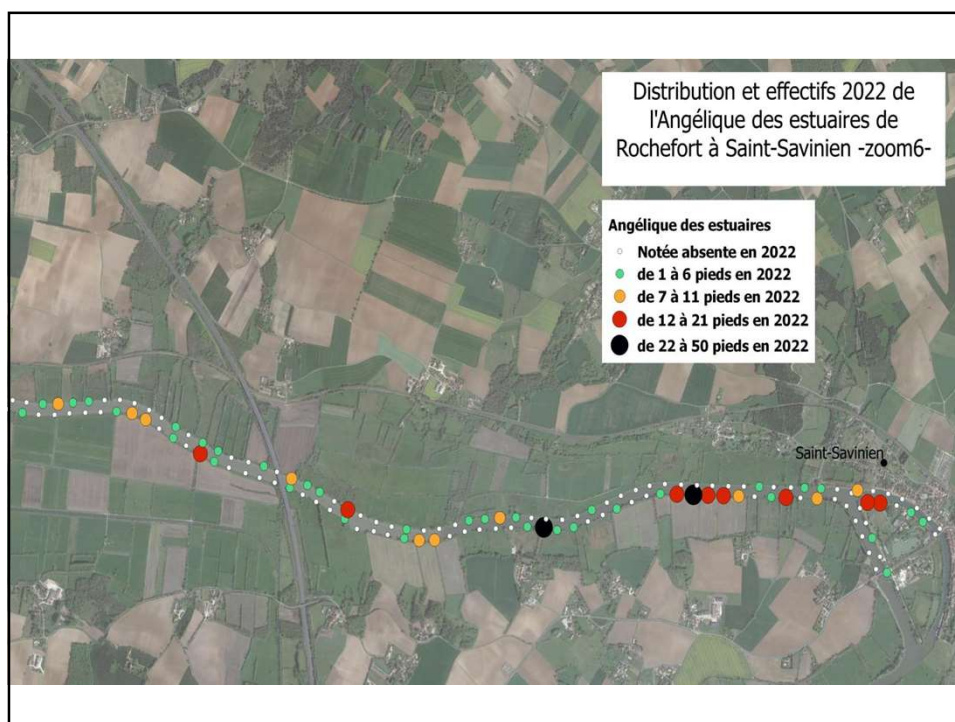 Distribution et effectifs 2022 de
l'Angélique des estuaires de
Rochefort à Saint-Savinien -zoom6-
Angélique des estuaires
Notée absente en 2022
de 1 à 6 pieds en 2022
de 7 à 11 pieds en 2022
de 12 à 21 pieds en 2022
de 22 à 50 pieds en 2022
Saint-Savinien